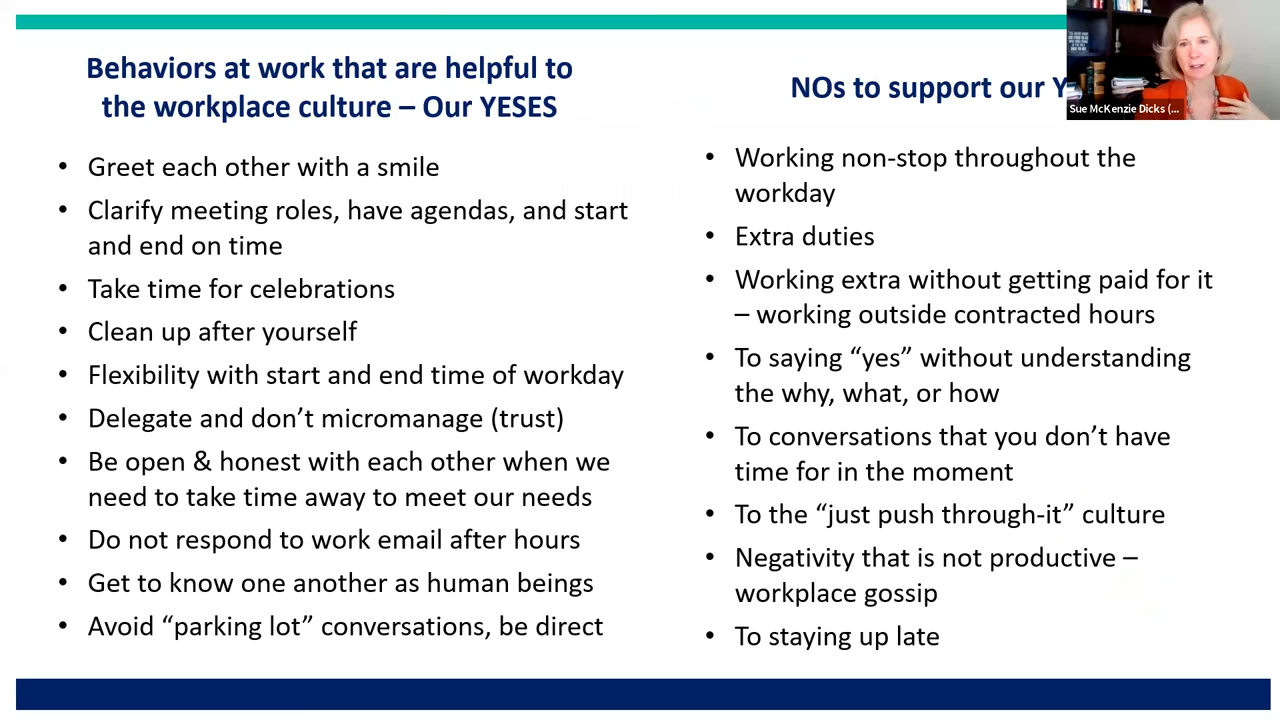 Behaviors at work that are helpful to
the workplace culture – Our YESES
• Greet each other with a smile
• Clarify meeting roles, have agendas, and start
and end on time
• Take time for celebrations
• Clean up after yourself
• Flexibility with start and end time of workday
• Delegate and don’t micromanage (trust)
• Be open & honest with each other when we
need to take time away to meet our needs
• Do not respond to work email after hours
• Get to know one another as human beings
• Avoid “parking lot” conversations, be direct
NOs to support our Y
• Working non-stop throughout the
workday
• Extra duties
• Working extra without getting paid for it
– working outside contracted hours
• To saying “yes” without understanding
the why, what, or how
• To conversations that you don’t have
time for in the moment
• To the “just push through-it” culture
• Negativity that is not productive –
workplace gossip
• To staying up late
Sue McKenzie Dicks (...